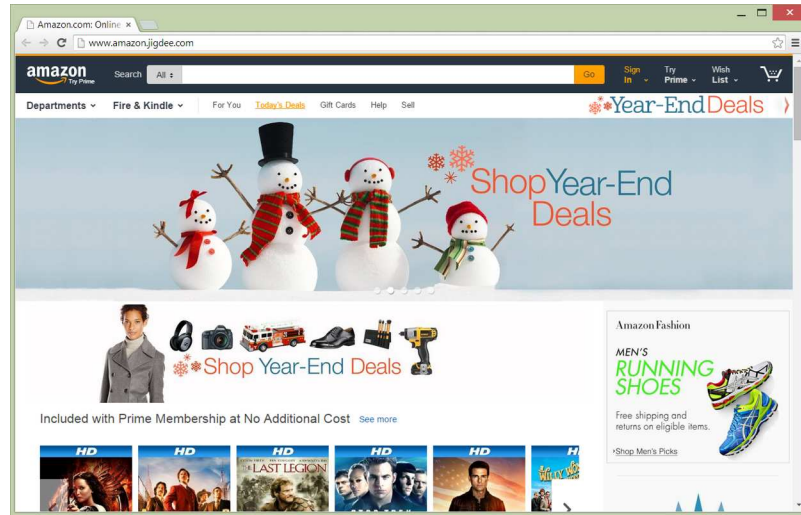 Amazon.com: Online
www.amazon.jigdee.com
amazon
Try Prime
Search All Go Sign In Try Prime Wish List
Departments Fire & Kindle For You Today's Deals Gift Cards Help Sell Year-End Deals
Shop Year-End
Deals
Shop Year-End Deals
Amazon Fashion
MEN'S
RUNNING
SHOES
Free shipping and
returns on eligible items.
›Shop Men's Picks
Included with Prime Membership at No Additional Cost See more
HD HD HD HD HD
LAST LEGION
WILLY